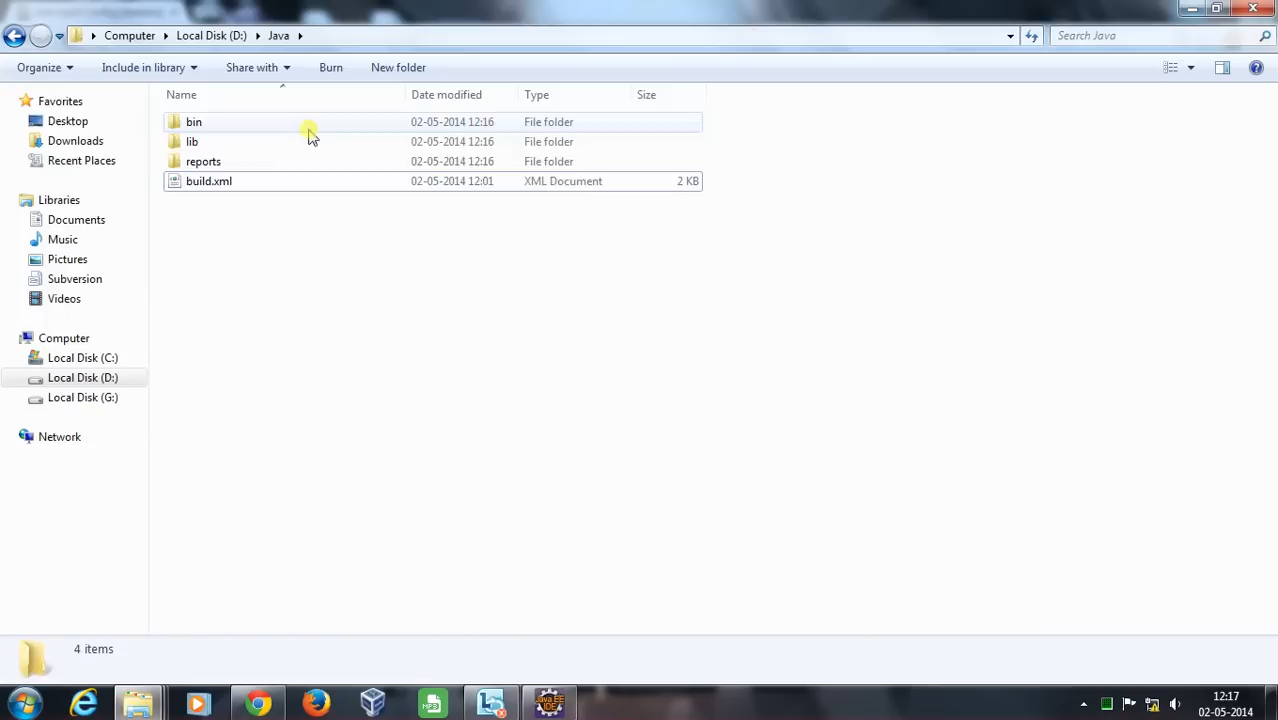 Computer Local Disk (D:) Java Search Java
Organize Include in library Share with Burn New folder
Name Date modified Type Size
Favorites
Desktop
Downloads
Recent Places
Libraries
Documents
Music
Pictures
Subversion
Videos
Computer
Local Disk (C:)
Local Disk (D:)
Local Disk (G:)
Network
bin 02-05-2014 12:16 File folder
lib 02-05-2014 12:16 File folder
reports 02-05-2014 12:16 File folder
build.xml 02-05-2014 12:01 XML Document 2 KB
4 items
MP3
Java EE
IDE
12:17
02-05-2014